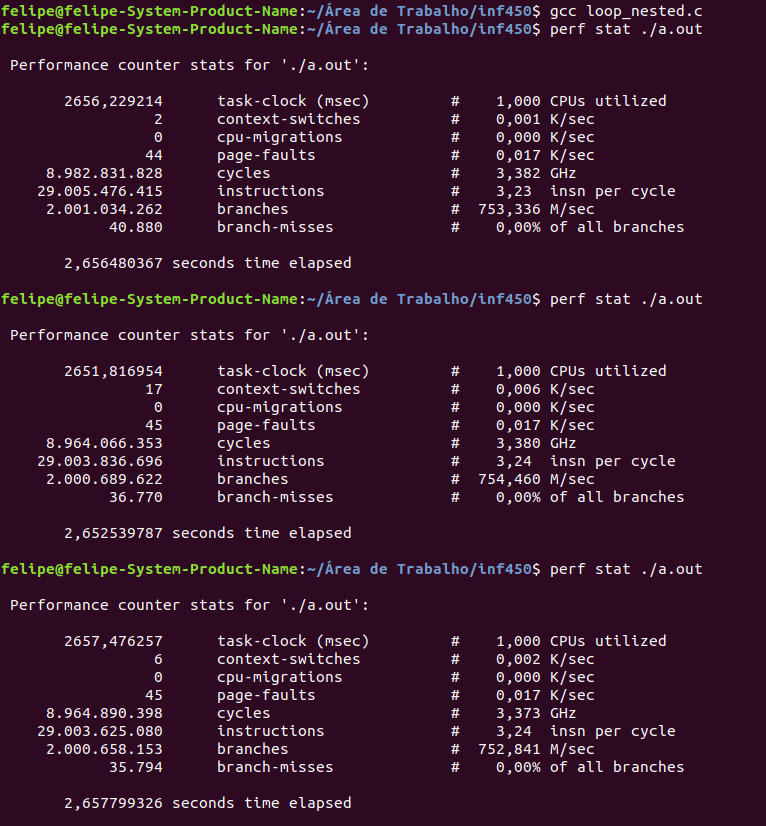 felipe@felipe-System-Product-Name:~/Área de Trabalho/inf450$ gcc loop_nested.c
felipe@felipe-System-Product-Name:~/Área de Trabalho/inf450$ perf stat ./a.out
Performance counter stats for './a.out':
2656,229214 task-clock (msec) # 1,000 CPUs utilized
2 context-switches # 0,001 K/sec
0 cpu-migrations # 0,000 K/sec
44 page-faults # 0,017 K/sec
8.982.831.828 cycles # 3,382 GHz
29.005.476.415 instructions # 3,23 insn per cycle
2.001.034.262 branches # 753,336 M/sec
40.880 branch-misses # 0,00% of all branches
2,656480367 seconds time elapsed
felipe@felipe-System-Product-Name:~/Área de Trabalho/inf450$ perf stat ./a.out
Performance counter stats for './a.out':
2651,816954 task-clock (msec) # 1,000 CPUs utilized
17 context-switches # 0,006 K/sec
0 cpu-migrations # 0,000 K/sec
45 page-faults # 0,017 K/sec
8.964.066.353 cycles # 3,380 GHz
29.003.836.696 instructions # 3,24 insn per cycle
2.000.689.622 branches # 754,460 M/sec
36.770 branch-misses # 0,00% of all branches
2,652539787 seconds time elapsed
felipe@felipe-System-Product-Name:~/Área de Trabalho/inf450$ perf stat ./a.out
Performance counter stats for './a.out':
2657,476257 task-clock (msec) # 1,000 CPUs utilized
6 context-switches # 0,002 K/sec
0 cpu-migrations # 0,000 K/sec
45 page-faults # 0,017 K/sec
8.964.890.398 cycles # 3,373 GHz
29.003.625.080 instructions # 3,24 insn per cycle
2.000.658.153 branches # 752,841 M/sec
35.794 branch-misses # 0,00% of all branches
2,657799326 seconds time elapsed